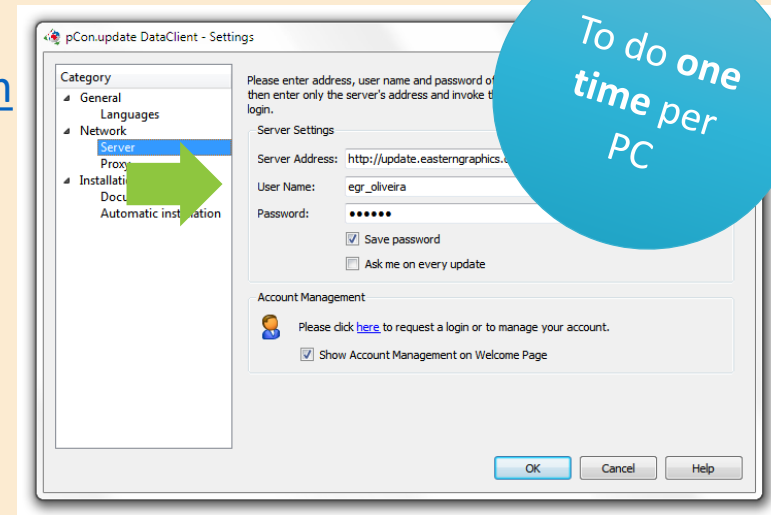 pCon.update DataClient - Settings
To do one
time per
PC
Category
General
Languages
Network
Server
Proxy
Automatic installation
Please enter address, user name and password of
then enter only the server's address and invoke
login.
Server Settings
Server Address: http://update.easterngraphics.
User Name: egr_oliveira
Password: ●●●●●●
Save password
Ask me on every update
Account Management
Please click here to request a login or to manage your account.
Show Account Management on Welcome Page
OK Cancel Help